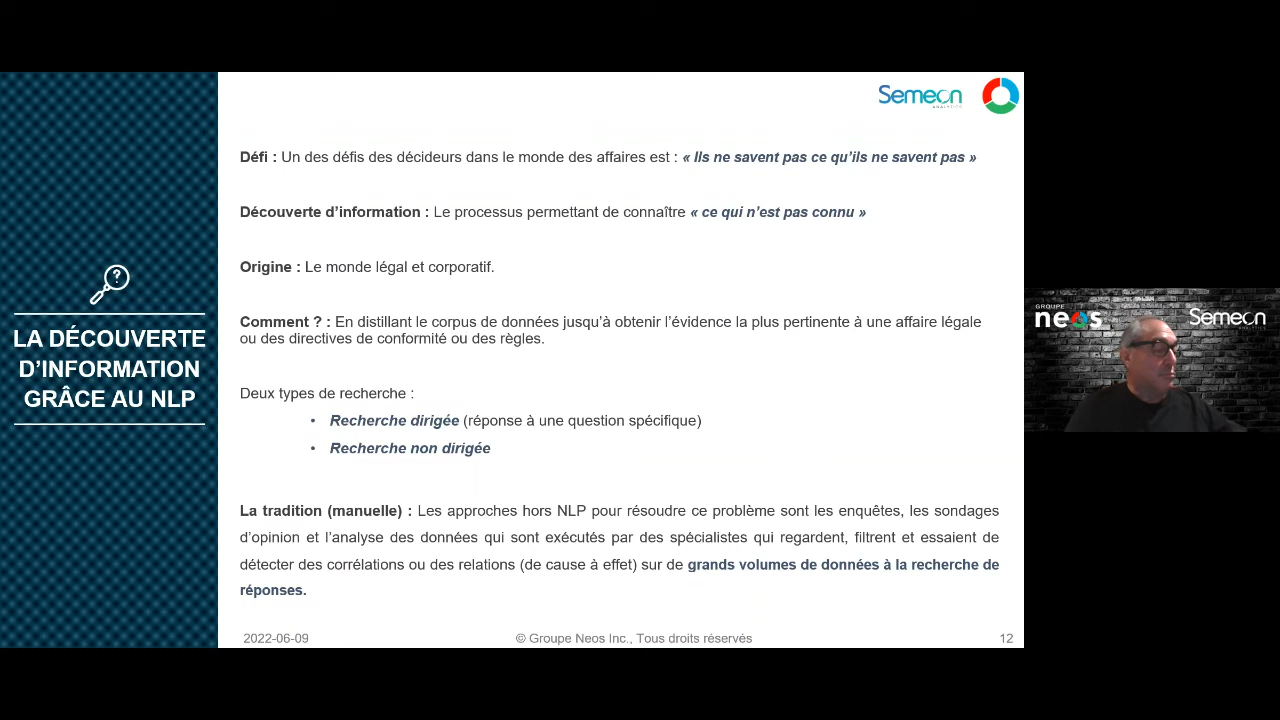 Semeon
ANALYTICS
Défi : Un des défis des décideurs dans le monde des affaires est : « Ils ne savent pas ce qu’ils ne savent pas »
Découverte d’information : Le processus permettant de connaître « ce qui n’est pas connu »
Origine : Le monde légal et corporatif.
Comment ? : En distillant le corpus de données jusqu’à obtenir l’évidence la plus pertinente à une affaire légale
ou des directives de conformité ou des règles.
Deux types de recherche :
• Recherche dirigée (réponse à une question spécifique)
• Recherche non dirigée
La tradition (manuelle) : Les approches hors NLP pour résoudre ce problème sont les enquêtes, les sondages
d’opinion et l’analyse des données qui sont exécutés par des spécialistes qui regardent, filtrent et essaient de
détecter des corrélations ou des relations (de cause à effet) sur de grands volumes de données à la recherche de
réponses.
2022-06-09
© Groupe Neos Inc., Tous droits réservés
12
?
LA DÉCOUVERTE
D’INFORMATION
GRÂCE AU NLP
GROUPE
neos
Semeon
ANALYTICS